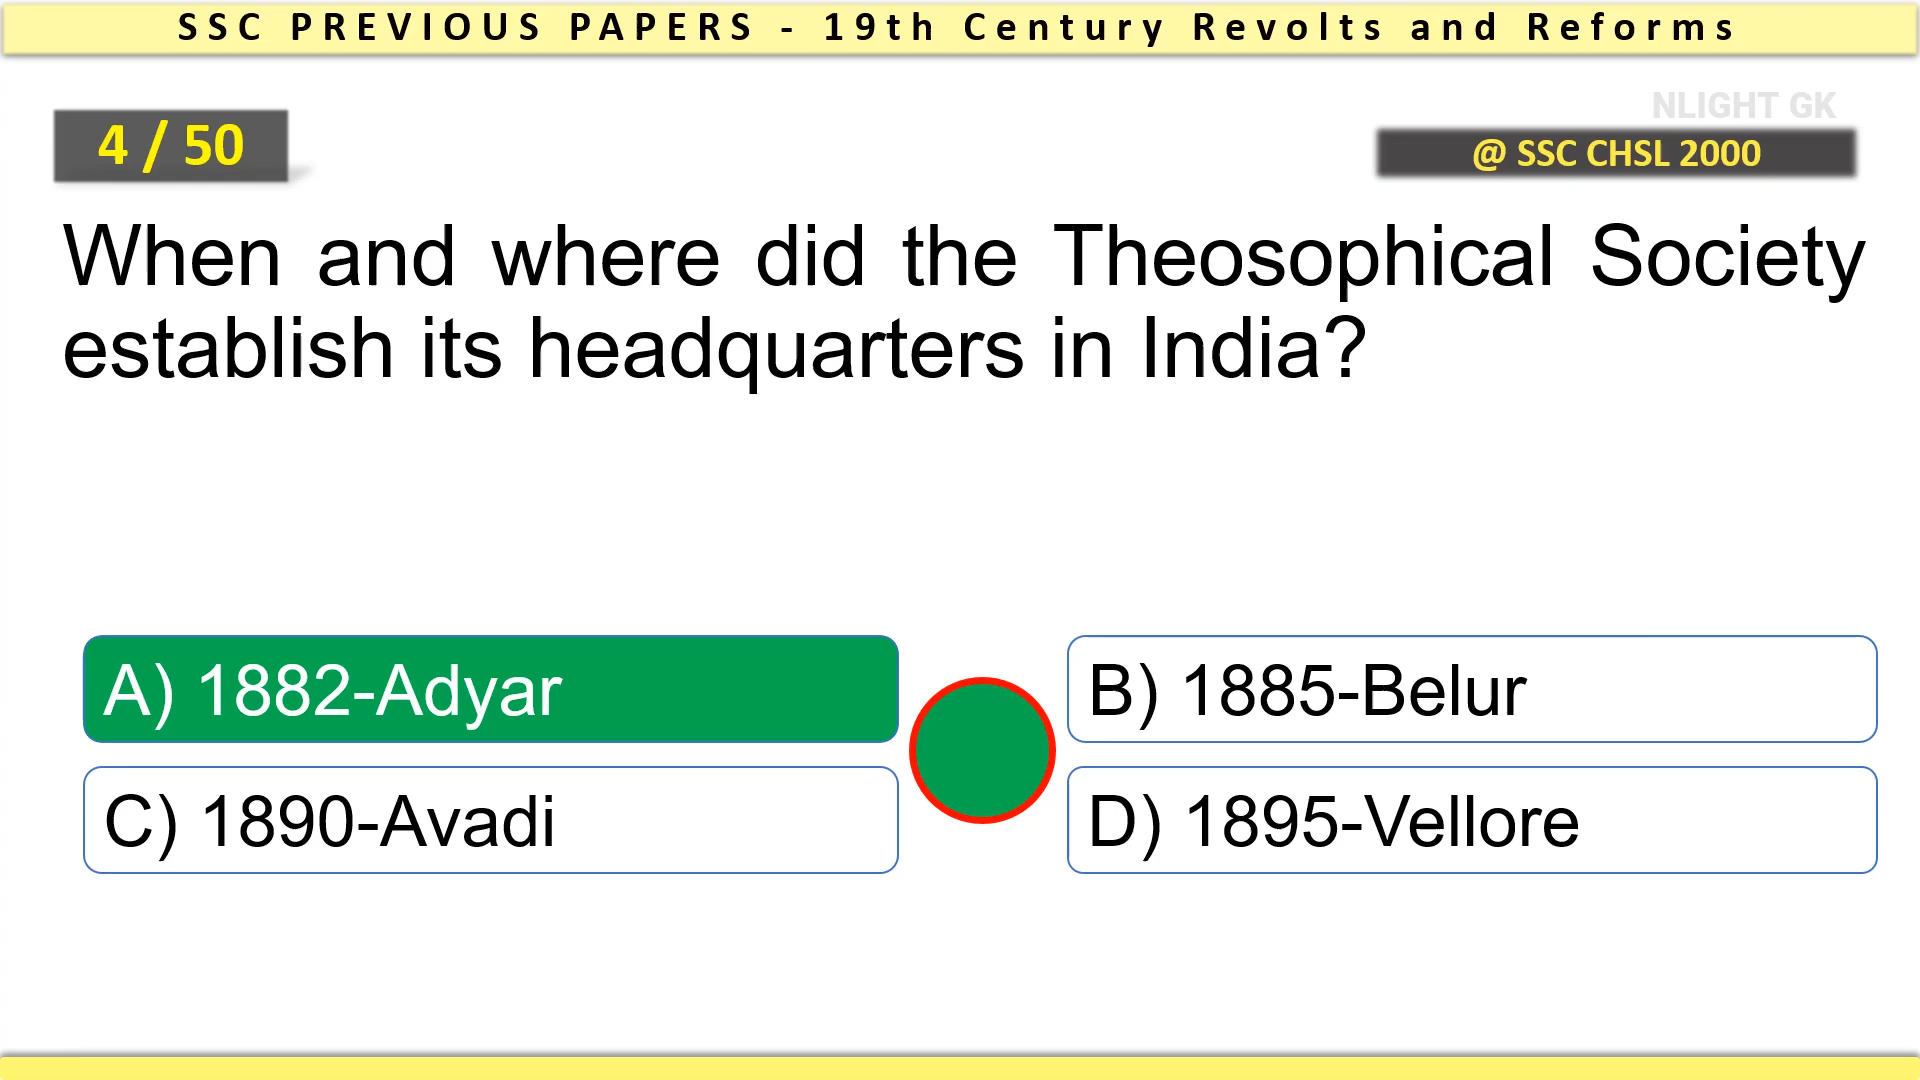 SSC PREVIOUS PAPERS - 19th Century Revolts and Reforms
NLIGHT GK
4 / 50
@ SSC CHSL 2000
When and where did the Theosophical Society
establish its headquarters in India?
A) 1882-Adyar
B) 1885-Belur
C) 1890-Avadi
D) 1895-Vellore